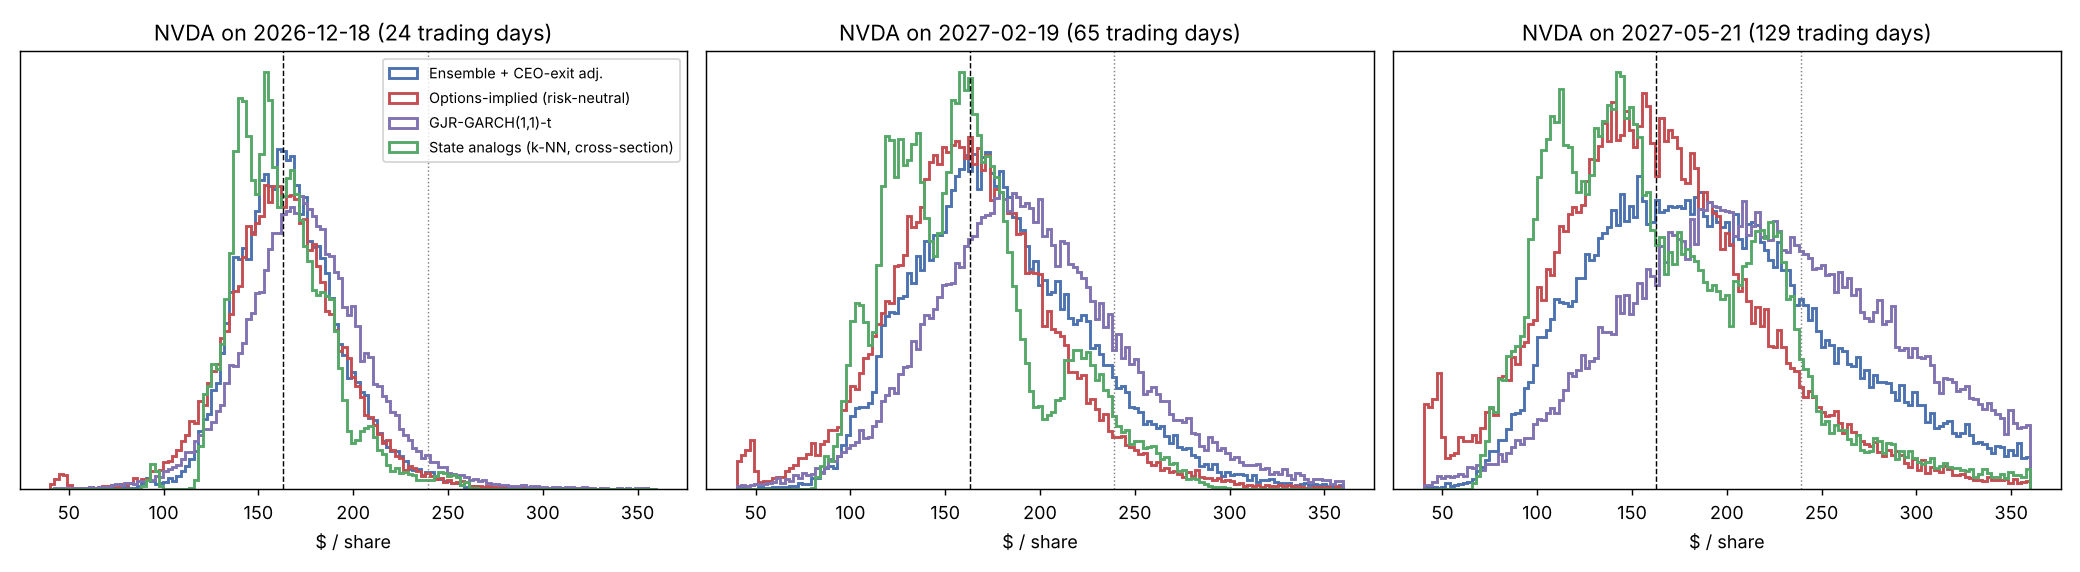 NVDA on 2026-12-18 (24 trading days)
Ensemble + CEO-exit adj.
Options-implied (risk-neutral)
GJR-GARCH(1,1)-t
State analogs (k-NN, cross-section)
50 100 150 200 250 300 350
$ / share
NVDA on 2027-02-19 (65 trading days)
50 100 150 200 250 300 350
$ / share
NVDA on 2027-05-21 (129 trading days)
50 100 150 200 250 300 350
$ / share